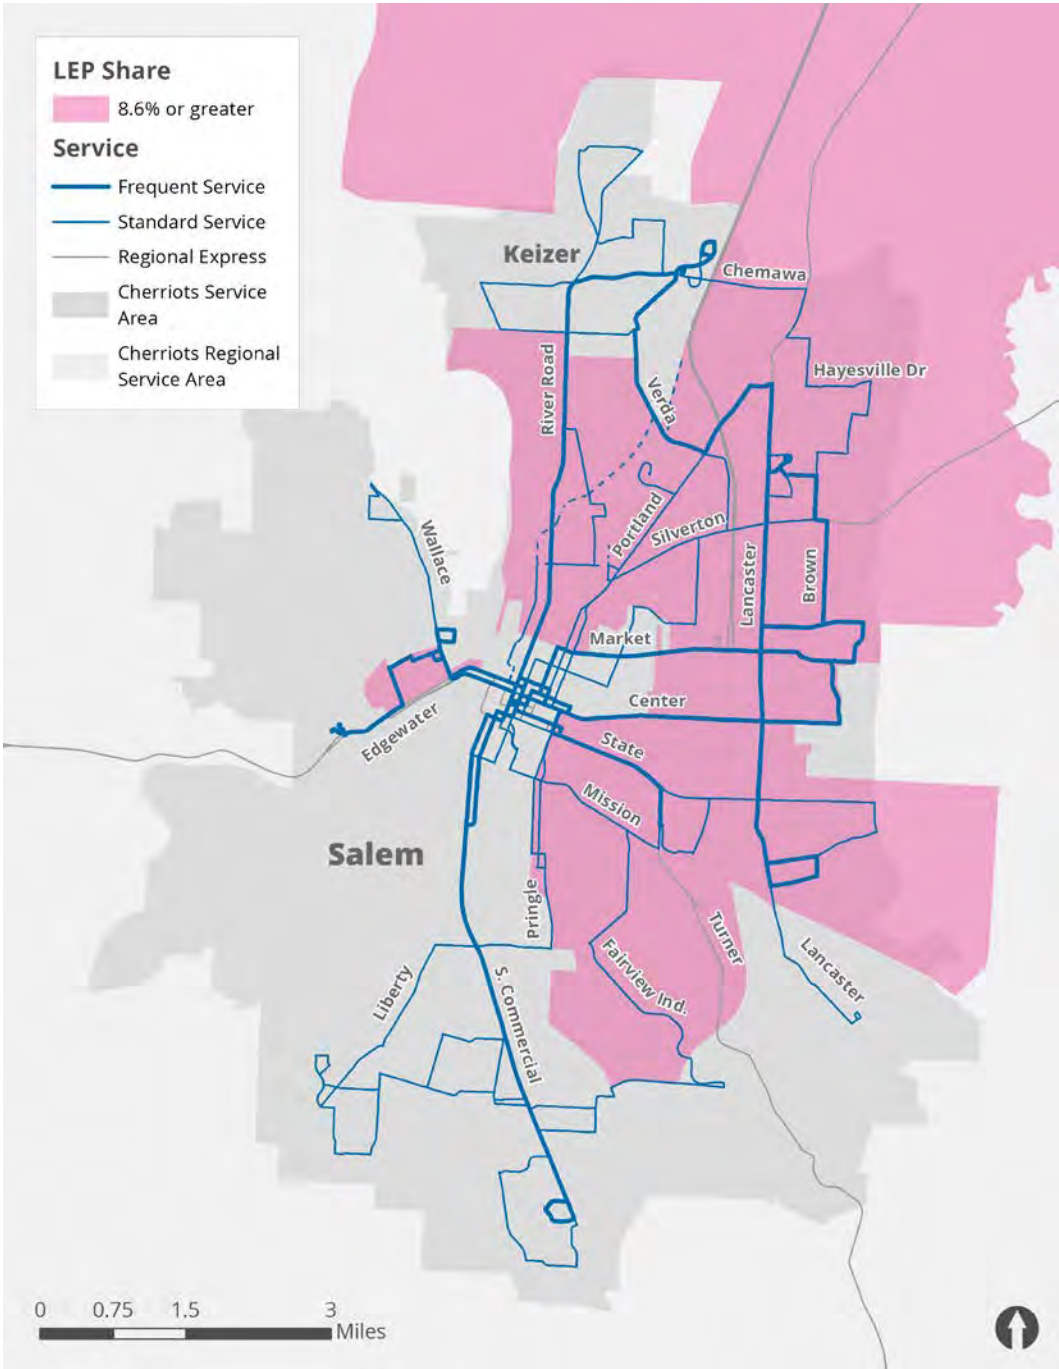 LEP Share
8.6% or greater
Service
Frequent Service
Standard Service
Regional Express
Cherriots Service
Area
Cherriots Regional
Service Area
Keizer
Chemawa
Hayesville Dr
River Road
Verda
Portland
Silverton
Wallace
Lancaster
Brown
Market
Center
Edgewater
State
Mission
Salem
Pringle
Turner
Fairview Ind.
Lancaster
Liberty
S. Commercial
0 0.75 1.5 3
Miles